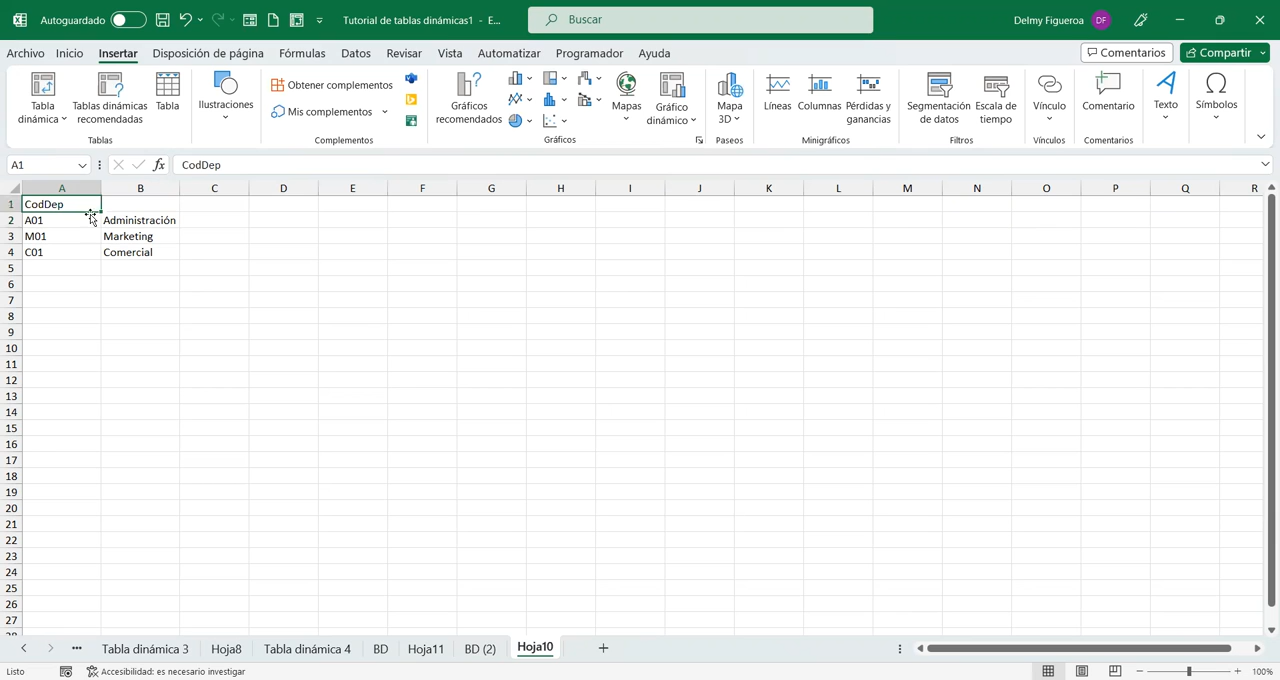 Autoguardado
Tutorial de tablas dinámicas1 - E...
Buscar
Delmy Figueroa
DF
Archivo Inicio Insertar Disposición de página Fórmulas Datos Revisar Vista Automatizar Programador Ayuda
Comentarios
Compartir
Tabla dinámica
Tablas dinámicas recomendadas
Tabla
Tablas
Ilustraciones
Obtener complementos
Mis complementos
Complementos
Gráficos recomendados
Mapas
Gráfico dinámico
Gráficos
Mapa 3D
Paseos
Líneas
Columnas
Pérdidas y ganancias
Minigráficos
Segmentación de datos
Escala de tiempo
Filtros
Vínculo
Vínculos
Comentario
Comentarios
Texto
Símbolos
A1
fx
CodDep
A B C D E F G H I J K L M N O P Q R
1 CodDep
2 A01 Administración
3 M01 Marketing
4 C01 Comercial
5
6
7
8
9
10
11
12
13
14
15
16
17
18
19
20
21
22
23
24
25
26
27
28
Tabla dinámica 3 Hoja8 Tabla dinámica 4 BD Hoja11 BD (2) Hoja10
Listo
Accesibilidad: es necesario investigar
100%